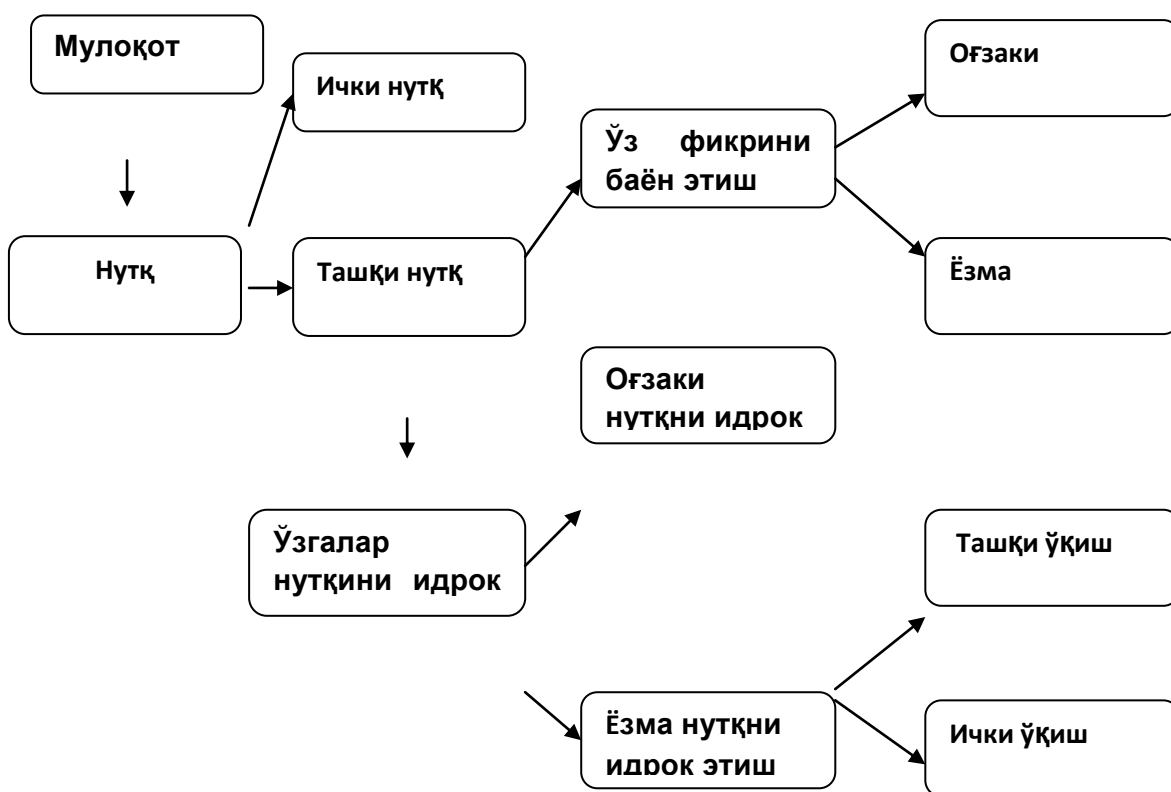 Мулоқот
Ички нутқ
Оғзаки
Ўз фикрини
баён этиш
Нутқ
Ташқи нутқ
Ёзма
Оғзаки
нутқни идрок
Ўзгалар
нутқини идрок
Ташқи ўқиш
Ёзма нутқни
идрок этиш
Ички ўқиш